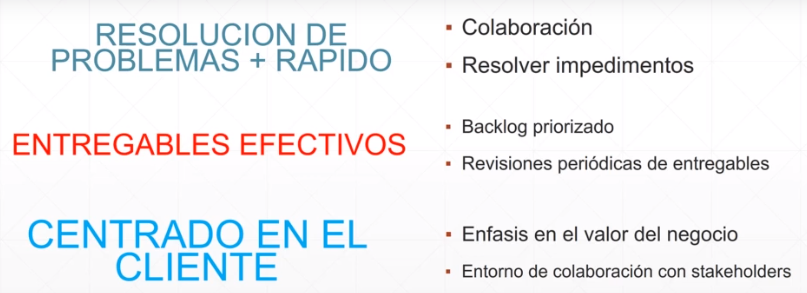 RESOLUCION DE
PROBLEMAS + RAPIDO
Colaboración
Resolver impedimentos
ENTREGABLES EFECTIVOS
Backlog priorizado
Revisiones periódicas de entregables
CENTRADO EN EL
CLIENTE
Enfasis en el valor del negocio
Entorno de colaboración con stakeholders